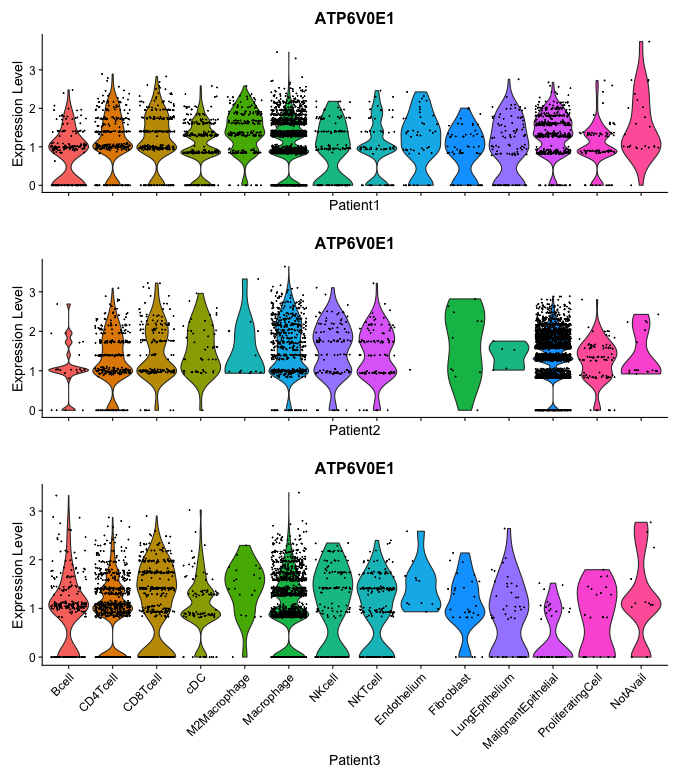 ATP6V0E1
Expression Level
3
2
1
0
Patient1
ATP6V0E1
Expression Level
3
2
1
0
Patient2
ATP6V0E1
Expression Level
3
2
1
0
Bcell
CD4Tcell
CD8Tcell
cDC
M2Macrophage
Macrophage
NKcell
NKTcell
Endothelium
Fibroblast
LungEpithelium
MalignantEpithelial
ProliferatingCell
NotAvail
Patient3